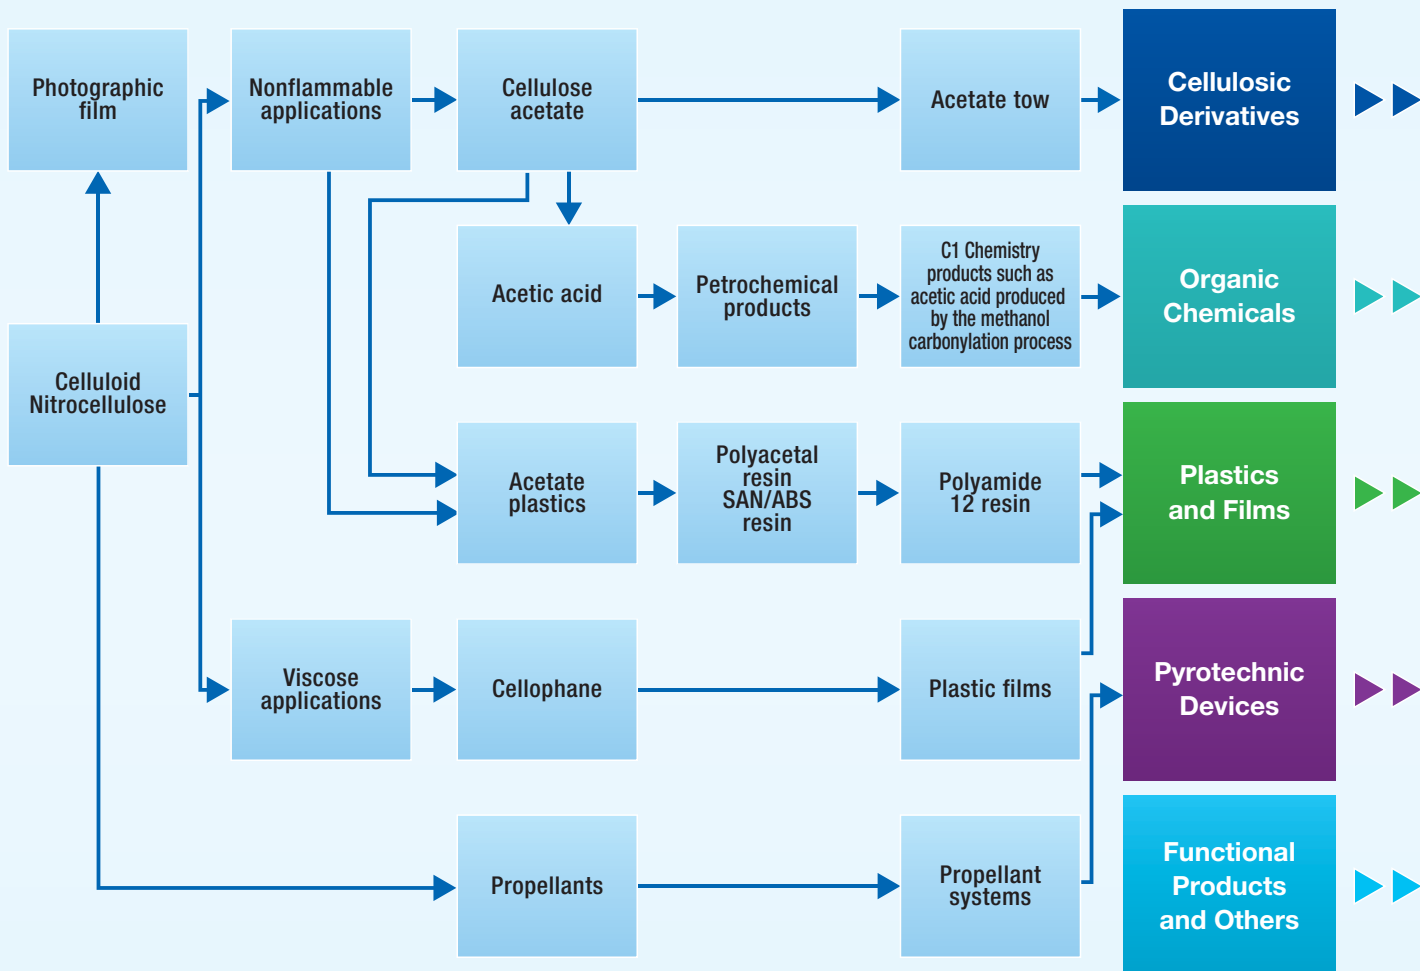 Photographic
film
Nonflammable
applications
Cellulose
acetate
Acetate tow
Cellulosic
Derivatives
Acetic acid
Petrochemical
products
C1 Chemistry
products such as
acetic acid produced
by the methanol
carbonylation process
Organic
Chemicals
Celluloid
Nitrocellulose
Acetate
plastics
Polyacetal
resin
SAN/ABS
resin
Polyamide
12 resin
Plastics
and Films
Viscose
applications
Cellophane
Plastic films
Pyrotechnic
Devices
Propellants
Propellant
systems
Functional
Products
and Others